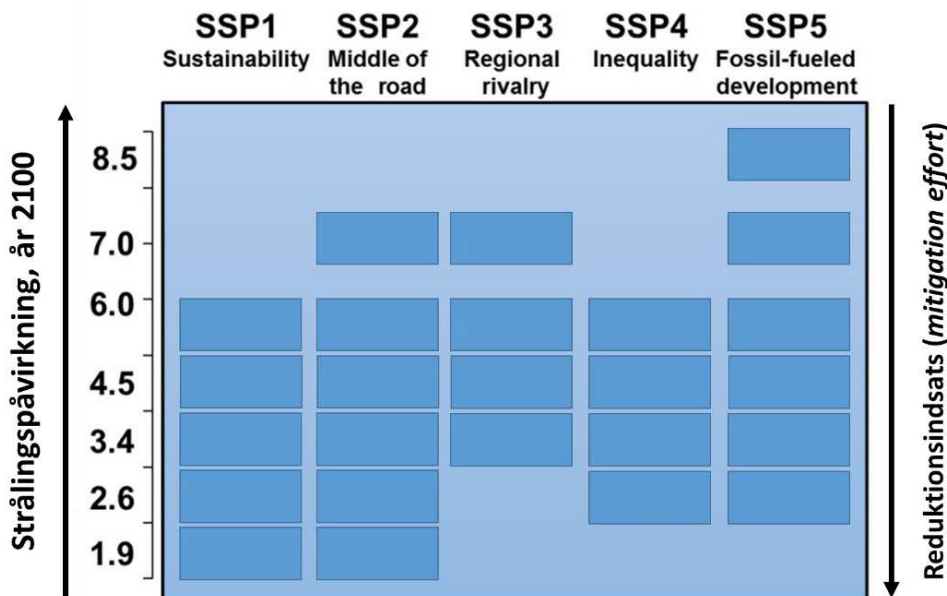 SSP1 SSP2 SSP3 SSP4 SSP5
Sustainability Middle of Regional Inequality Fossil-fueled
the road rivalry development
Strålingspåvirkning, år 2100
8.5
7.0
6.0
4.5
3.4
2.6
1.9
Reduktionsindsats (mitigation effort)